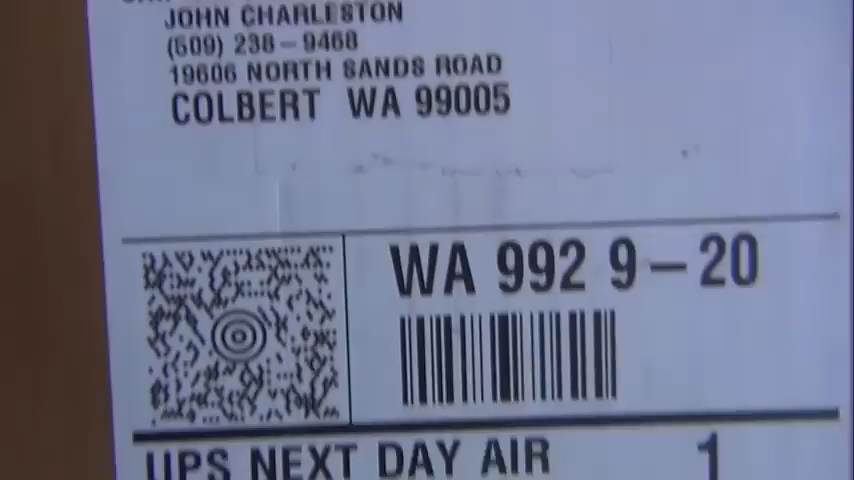 JOHN CHARLESTON
(509) 238-9468
19606 NORTH SANDS ROAD
COLBERT WA 99005
WA 992 9-20
UPS NEXT DAY AIR 1